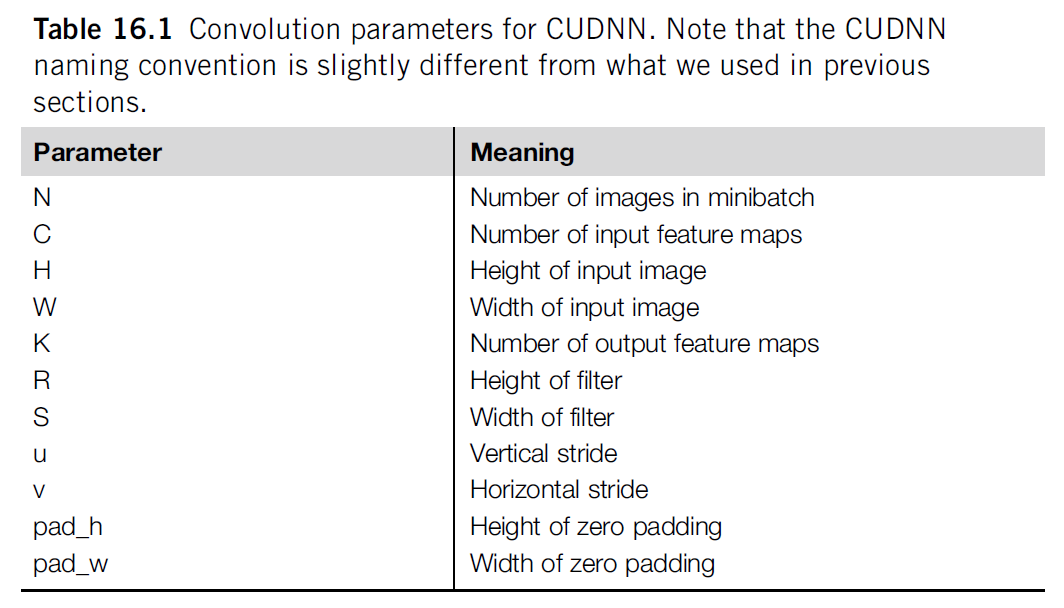 Table 16.1 Convolution parameters for CUDNN. Note that the CUDNN
naming convention is slightly different from what we used in previous
sections.
Parameter Meaning
N Number of images in minibatch
C Number of input feature maps
H Height of input image
W Width of input image
K Number of output feature maps
R Height of filter
S Width of filter
u Vertical stride
v Horizontal stride
pad_h Height of zero padding
pad_w Width of zero padding